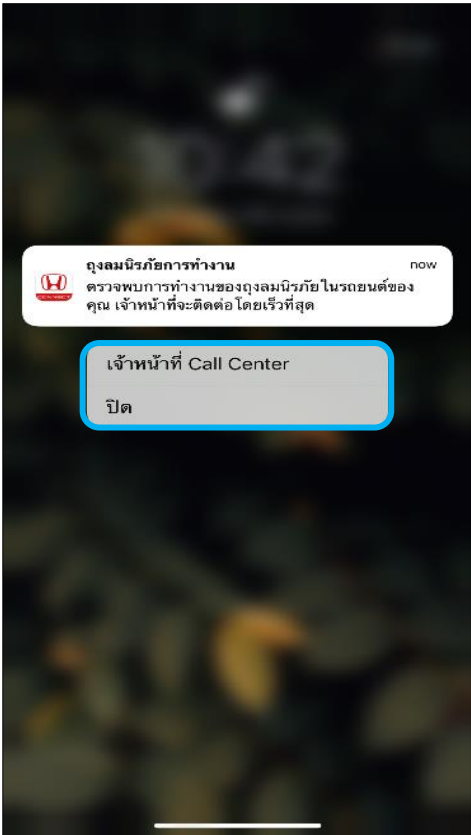 10:42
ถุงลมนิรภัยการทำงาน now
ตรวจพบการทำงานของถุงลมนิรภัยในรถยนต์ของ
คุณ เจ้าหน้าที่จะติดต่อโดยเร็วที่สุด
เจ้าหน้าที่ Call Center
ปิด